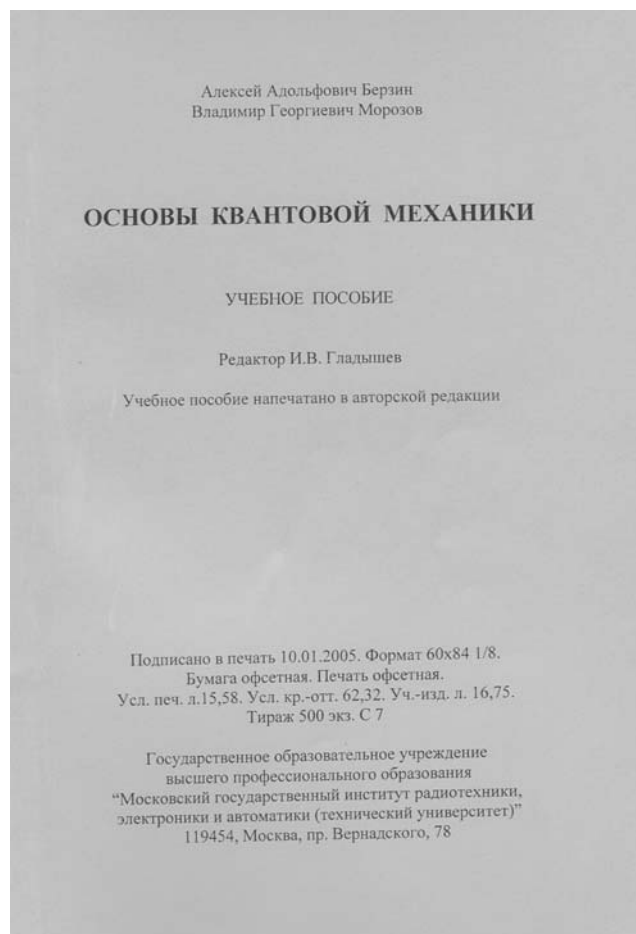 Алексей Адольфович Берзин
Владимир Георгиевич Морозов
ОСНОВЫ КВАНТОВОЙ МЕХАНИКИ
УЧЕБНОЕ ПОСОБИЕ
Редактор И.В. Гладышев
Учебное пособие напечатано в авторской редакции
Подписано в печать 10.01.2005. Формат 60х84 1/8.
Бумага офсетная. Печать офсетная.
Усл. печ. л.15,58. Усл. кр.-отт. 62,32. Уч.-изд. л. 16,75.
Тираж 500 экз. С 7
Государственное образовательное учреждение
высшего профессионального образования
“Московский государственный институт радиотехники,
электроники и автоматики (технический университет)”
119454, Москва, пр. Вернадского, 78